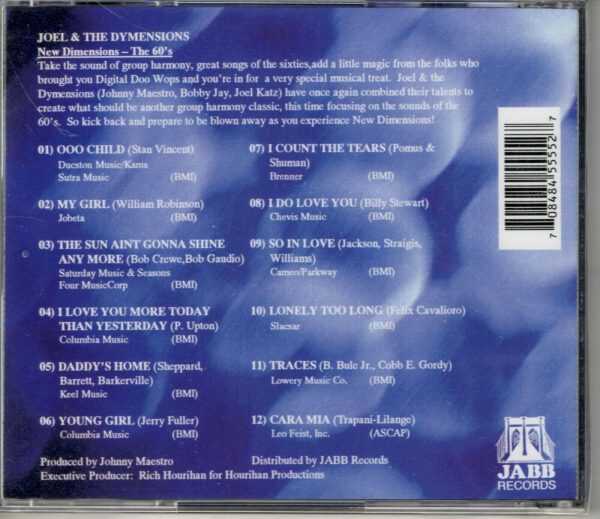 JOEL & THE DYMENSIONS
New Dimensions – The 60's
Take the sound of group harmony, great songs of the sixties,add a little magic from the folks who
brought you Digital Doo Wops and you're in for a very special musical treat. Joel & the
Dymensions (Johnny Maestro, Bobby Jay, Joel Katz) have once again combined their talents to
create what should be another group harmony classic, this time focusing on the sounds of the
60's. So kick back and prepare to be blown away as you experience New Dimensions!
01) OOO CHILD (Stan Vincent)
Ducston Music/Kama
Sutra Music (BMI)
02) MY GIRL (William Robinson)
Jobeta (BMI)
03) THE SUN AINT GONNA SHINE
ANY MORE (Bob Crewe,Bob Gaudio)
Saturday Music & Seasons
Four MusicCorp (BMI)
04) I LOVE YOU MORE TODAY
THAN YESTERDAY (P. Upton)
Columbia Music (BMI)
05) DADDY'S HOME (Sheppard,
Barrett, Barkerville)
Keel Music (BMI)
06) YOUNG GIRL (Jerry Fuller)
Columbia Music (BMI)
07) I COUNT THE TEARS (Pomus &
Shuman)
Brenner (BMI)
08) I DO LOVE YOU (Billy Stewart)
Chevis Music (BMI)
09) SO IN LOVE (Jackson, Straigis,
Williams)
Cameo/Parkway (BMI)
10) LONELY TOO LONG (Felix Cavalioro)
Slacsar (BMI)
11) TRACES (B. Buie Jr., Cobb E. Gordy)
Lowery Music Co. (BMI)
12) CARA MIA (Trapani-Lilange)
Leo Feist, Inc. (ASCAP)
Produced by Johnny Maestro
Distributed by JABB Records
Executive Producer: Rich Hourihan for Hourihan Productions
7 08484 55552 7
JABB
RECORDS